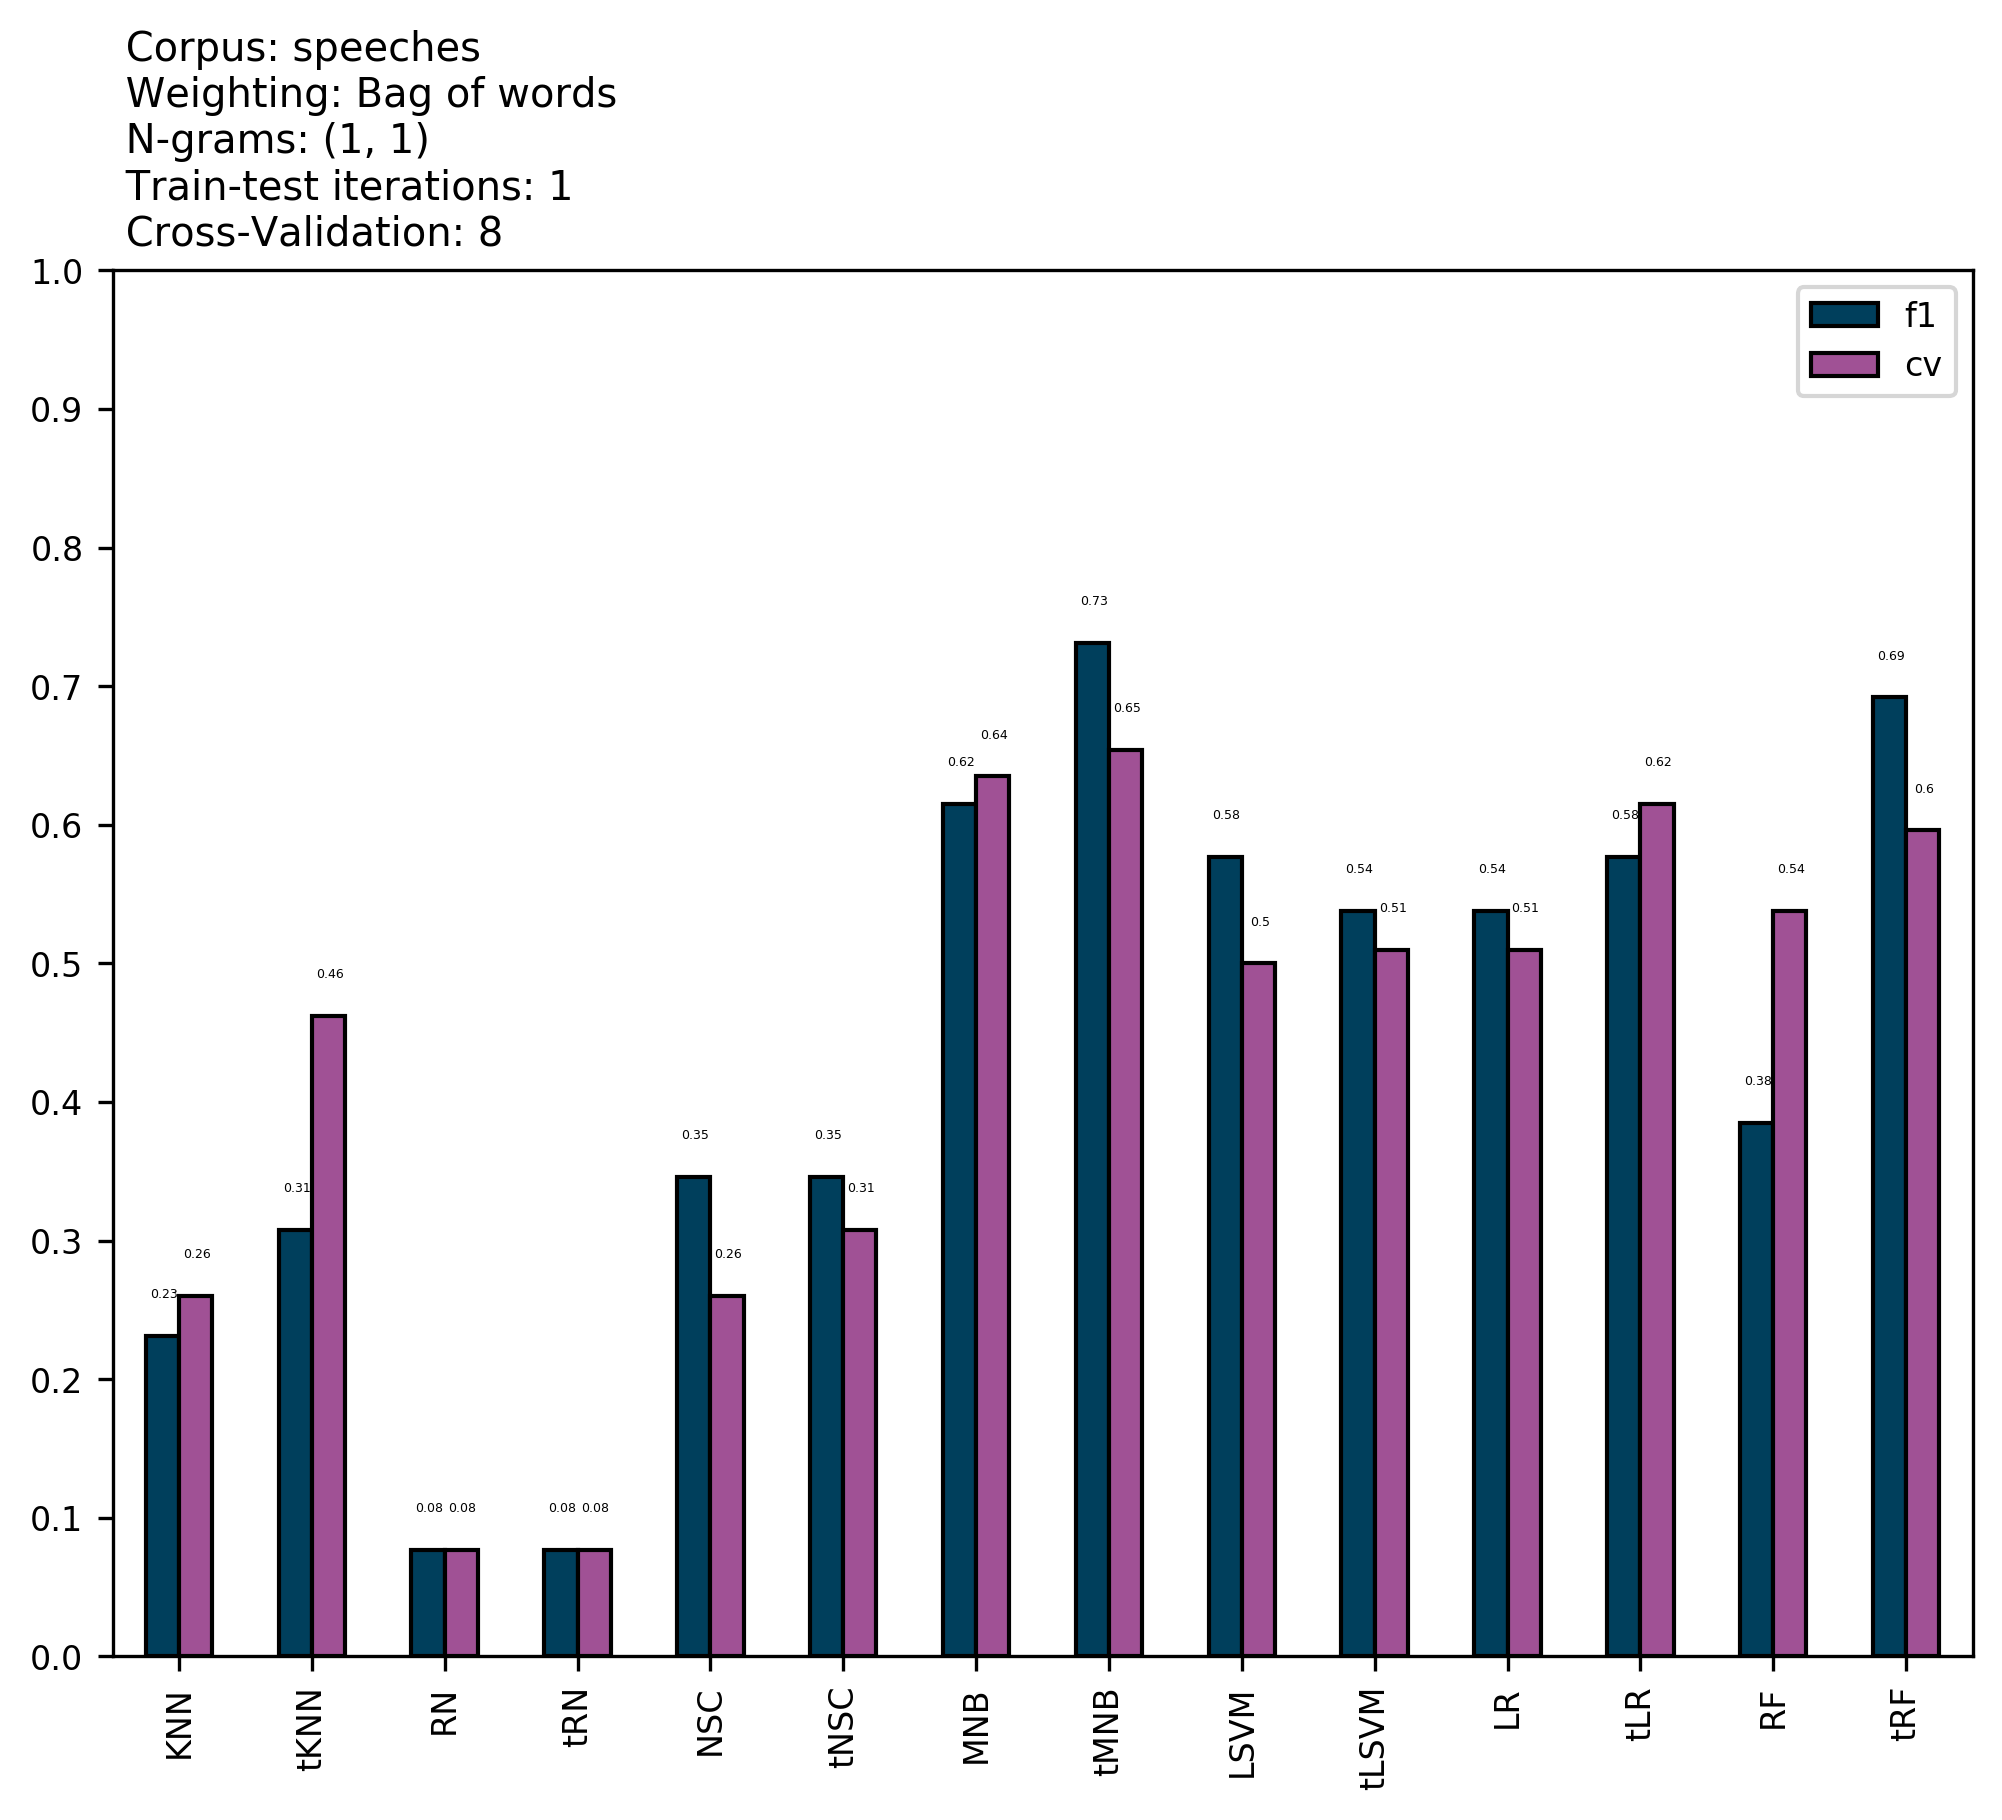 Corpus: speeches
Weighting: Bag of words
N-grams: (1, 1)
Train-test iterations: 1
Cross-Validation: 8
1.0
0.9
0.8
0.7
0.6
0.5
0.4
0.3
0.2
0.1
0.0
f1
cv
0.23
0.26
0.31
0.46
0.08
0.08
0.08
0.08
0.35
0.26
0.35
0.31
0.62
0.64
0.73
0.65
0.58
0.5
0.54
0.51
0.54
0.51
0.58
0.62
0.38
0.54
0.69
0.6
KNN
tKNN
RN
tRN
NSC
tNSC
MNB
tMNB
LSVM
tLSVM
LR
tLR
RF
tRF